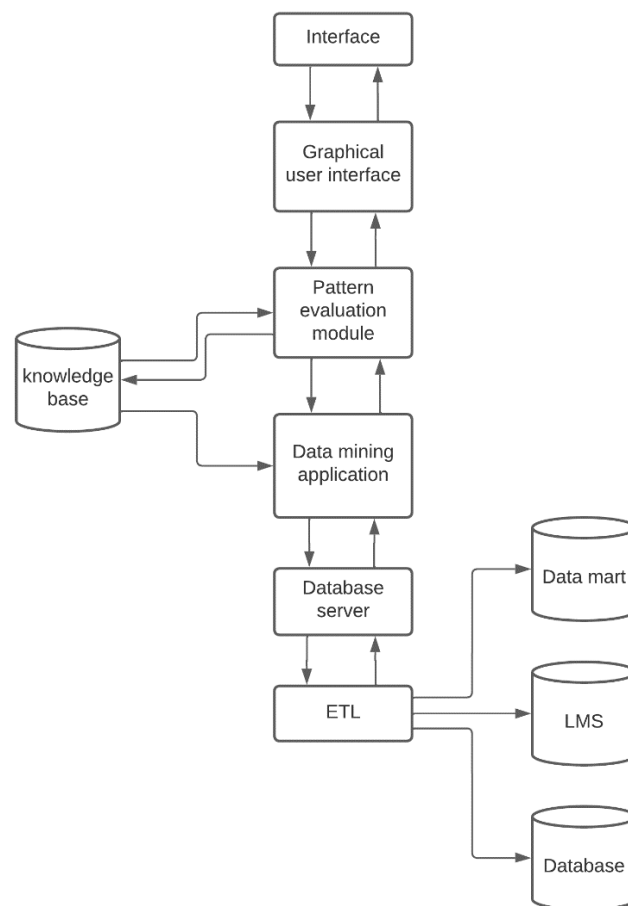 Interface
Graphical
user interface
Pattern
evaluation
module
knowledge
base
Data mining
application
Database
server
Data mart
ETL
LMS
Database